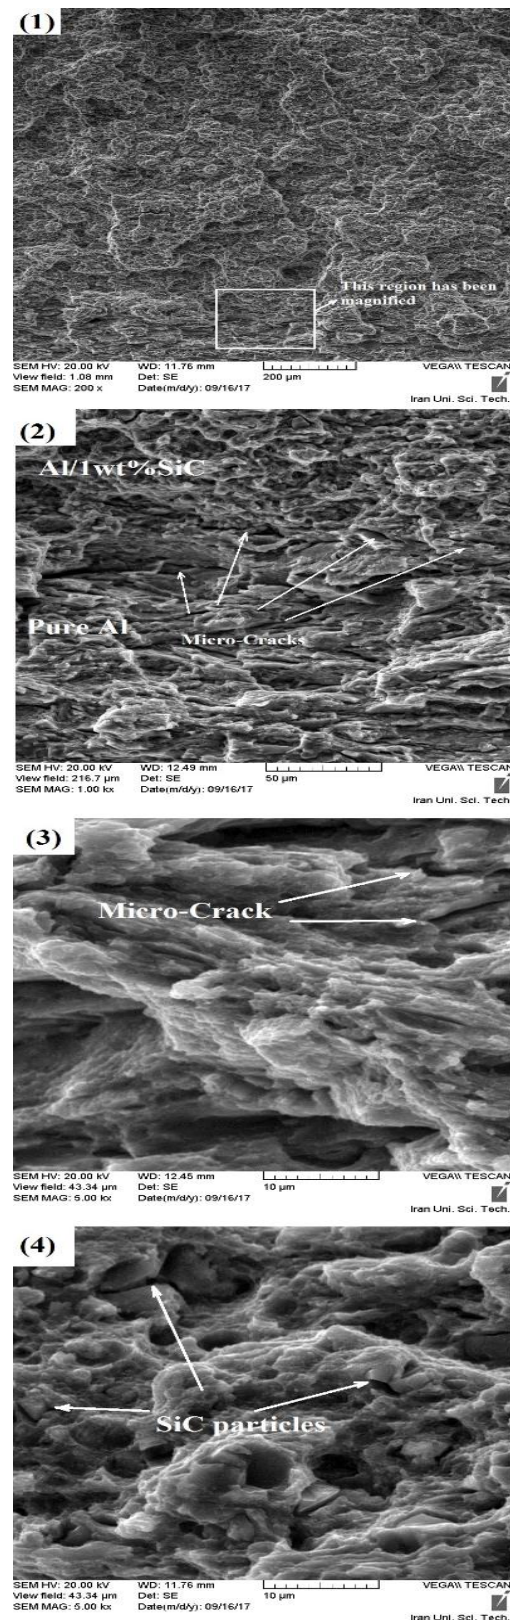 (1)
This region has been
magnified
SEM HV: 20.00 kV WD: 11.76 mm VEGA\\ TESCAN
View field: 1.08 mm Det: SE 200 µm
SEM MAG: 200 x Date(m/d/y): 09/16/17
Iran Uni. Sci. Tech.
(2)
Al/1wt%SiC
Pure Al
Micro-Cracks
SEM HV: 20.00 kV WD: 12.49 mm VEGA\\ TESCAN
View field: 216.7 µm Det: SE 50 µm
SEM MAG: 1.00 kx Date(m/d/y): 09/16/17
Iran Uni. Sci. Tech.
(3)
Micro-Crack
SEM HV: 20.00 kV WD: 12.45 mm VEGA\\ TESCAN
View field: 43.34 µm Det: SE 10 µm
SEM MAG: 5.00 kx Date(m/d/y): 09/16/17
Iran Uni. Sci. Tech.
(4)
SiC particles
SEM HV: 20.00 kV WD: 11.76 mm VEGA\\ TESCAN
View field: 43.34 µm Det: SE 10 µm
SEM MAG: 5.00 kx Date(m/d/y): 09/16/17
Iran Uni. Sci. Tech.